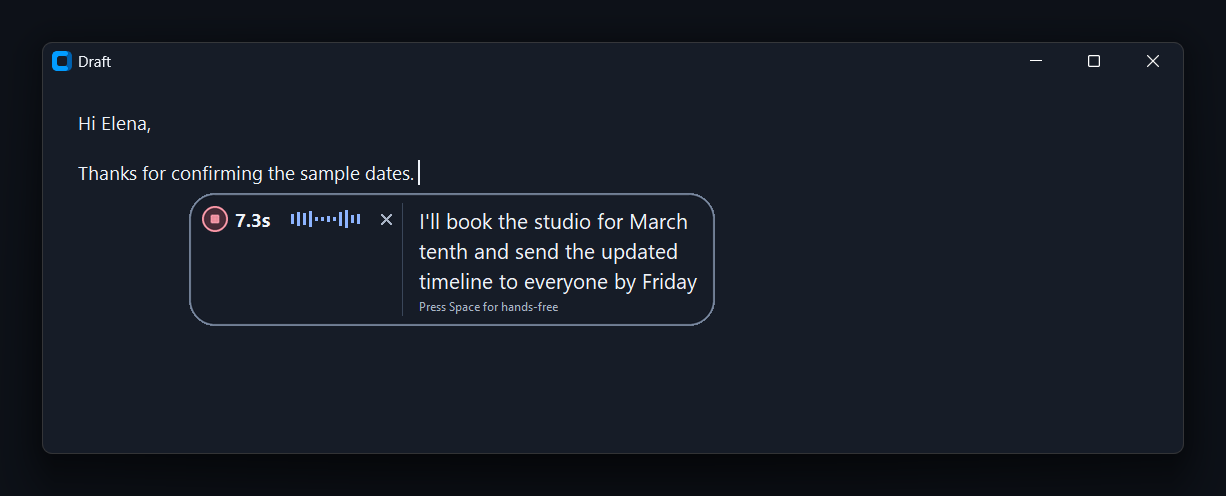 Draft
Hi Elena,
Thanks for confirming the sample dates.
7.3s
I'll book the studio for March
tenth and send the updated
timeline to everyone by Friday
Press Space for hands-free